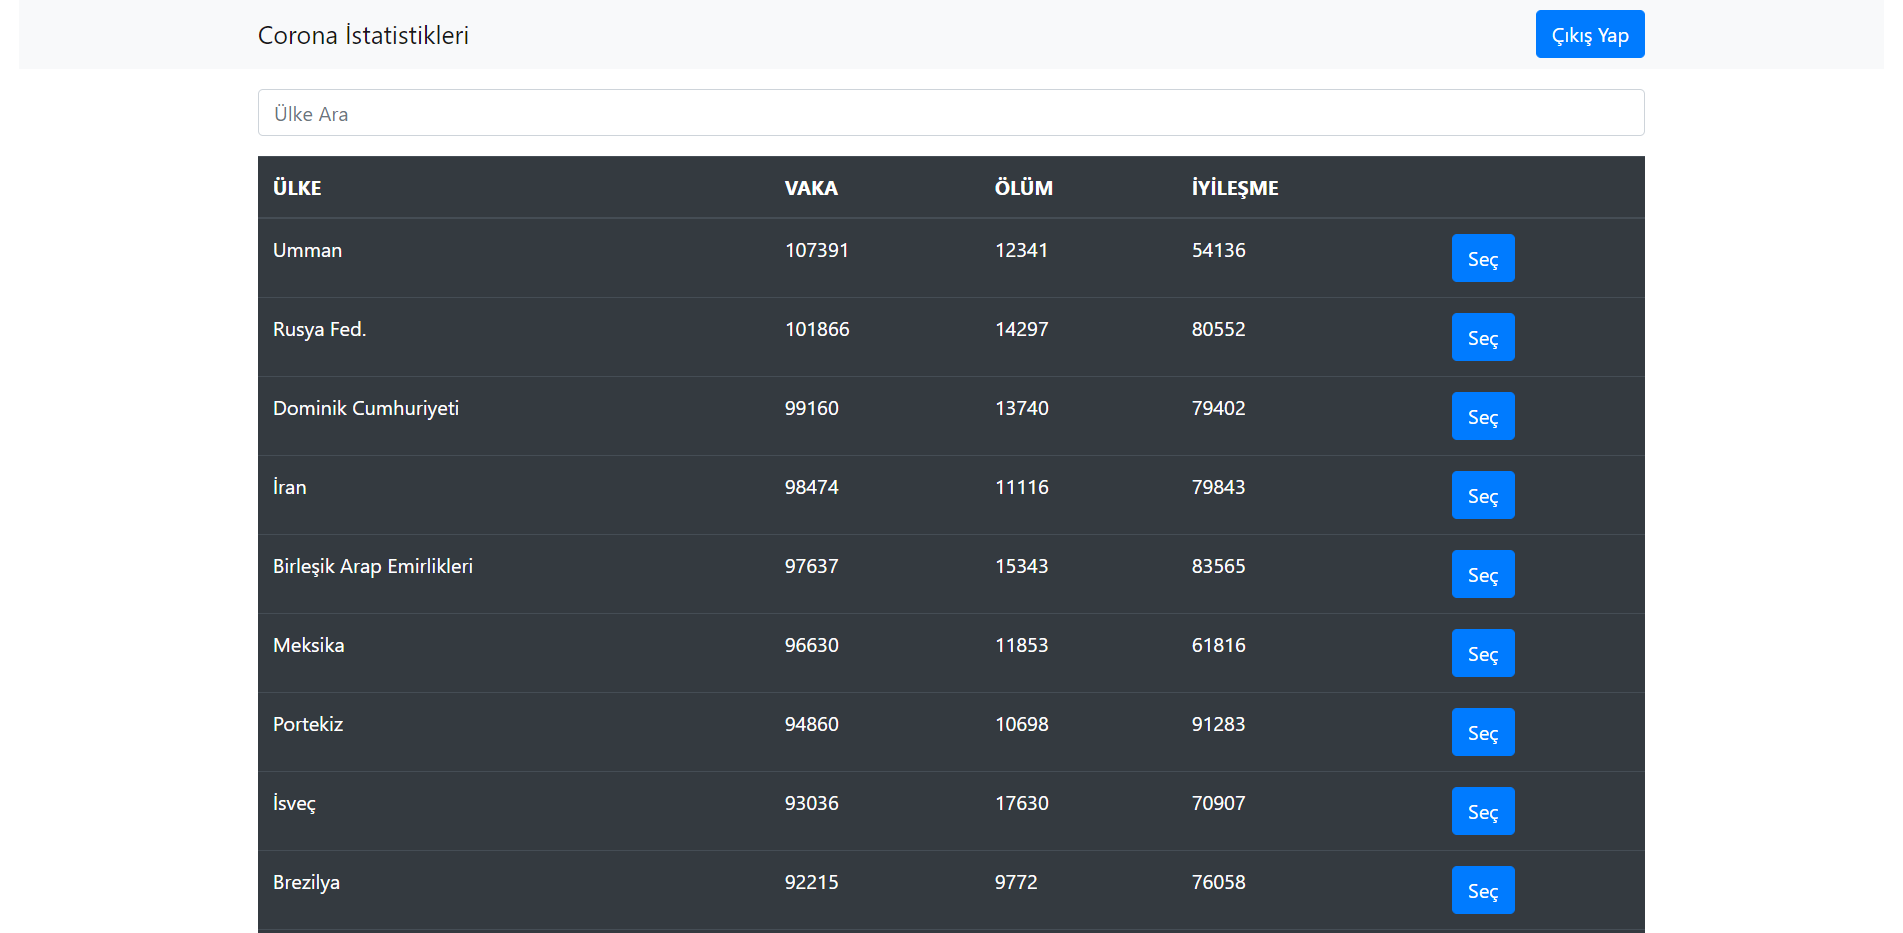 Corona İstatistikleri Çıkış Yap
Ülke Ara
ÜLKE VAKA ÖLÜM İYİLEŞME
Umman 107391 12341 54136 Seç
Rusya Fed. 101866 14297 80552 Seç
Dominik Cumhuriyeti 99160 13740 79402 Seç
İran 98474 11116 79843 Seç
Birleşik Arap Emirlikleri 97637 15343 83565 Seç
Meksika 96630 11853 61816 Seç
Portekiz 94860 10698 91283 Seç
İsveç 93036 17630 70907 Seç
Brezilya 92215 9772 76058 Seç